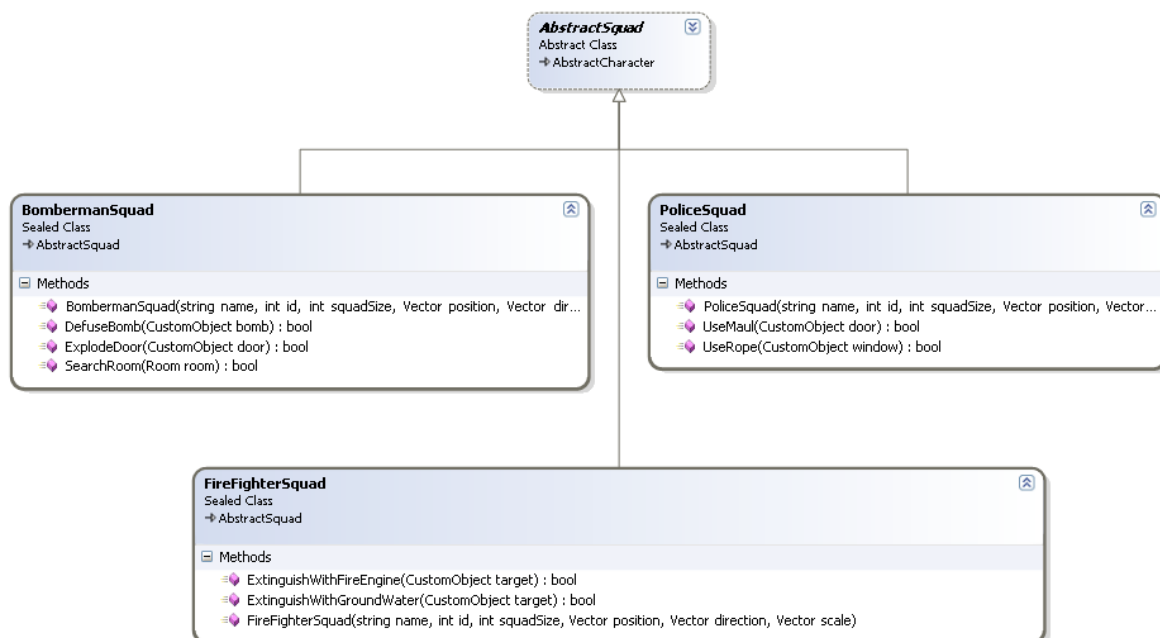 AbstractSquad
Abstract Class
AbstractCharacter
BombermanSquad
Sealed Class
AbstractSquad
Methods
BombermanSquad(string name, int id, int squadSize, Vector position, Vector dir...
DefuseBomb(CustomObject bomb) : bool
ExplodeDoor(CustomObject door) : bool
SearchRoom(Room room) : bool
PoliceSquad
Sealed Class
AbstractSquad
Methods
PoliceSquad(string name, int id, int squadSize, Vector position, Vector...
UseMaul(CustomObject door) : bool
UseRope(CustomObject window) : bool
FireFighterSquad
Sealed Class
AbstractSquad
Methods
ExtinguishWithFireEngine(CustomObject target) : bool
ExtinguishWithGroundWater(CustomObject target) : bool
FireFighterSquad(string name, int id, int squadSize, Vector position, Vector direction, Vector scale)